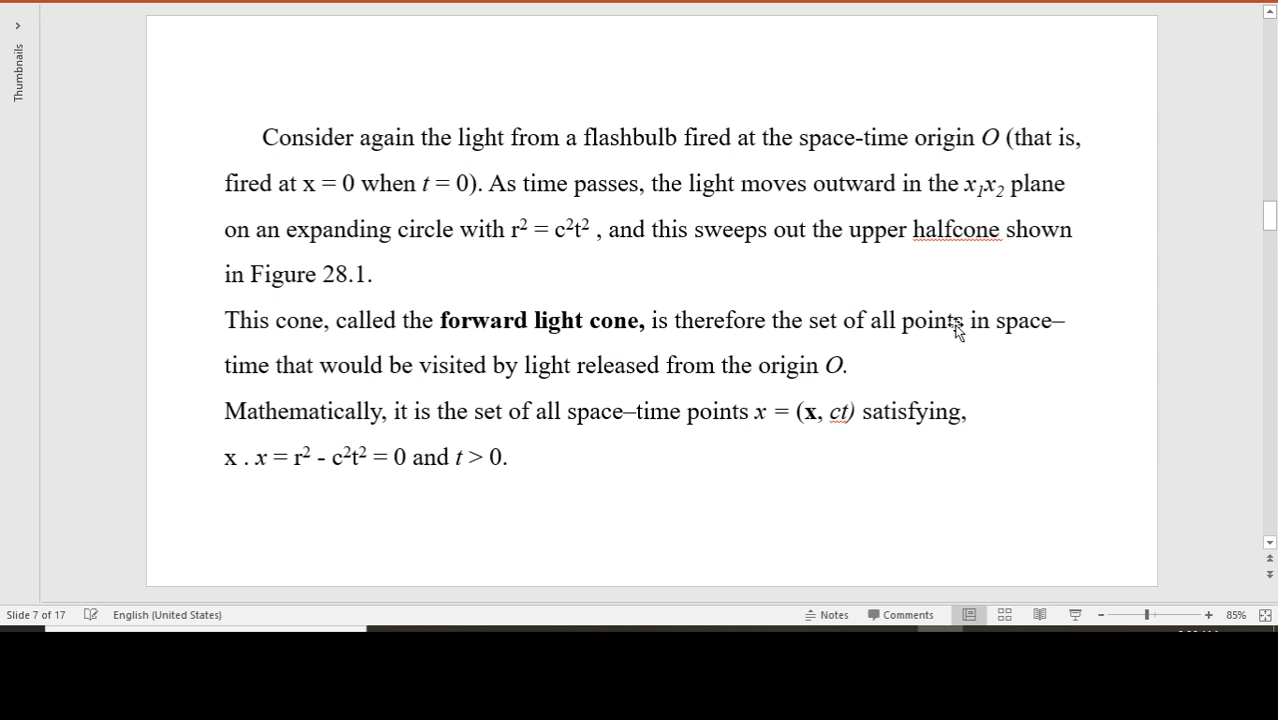 Thumbnails
Consider again the light from a flashbulb fired at the space-time origin O (that is,
fired at x = 0 when t = 0). As time passes, the light moves outward in the x₁x₂ plane
on an expanding circle with r² = c²t² , and this sweeps out the upper halfcone shown
in Figure 28.1.
This cone, called the forward light cone, is therefore the set of all points in space–
time that would be visited by light released from the origin O.
Mathematically, it is the set of all space–time points x = (x, ct) satisfying,
x . x = r² - c²t² = 0 and t > 0.
Slide 7 of 17 English (United States) Notes Comments 85%